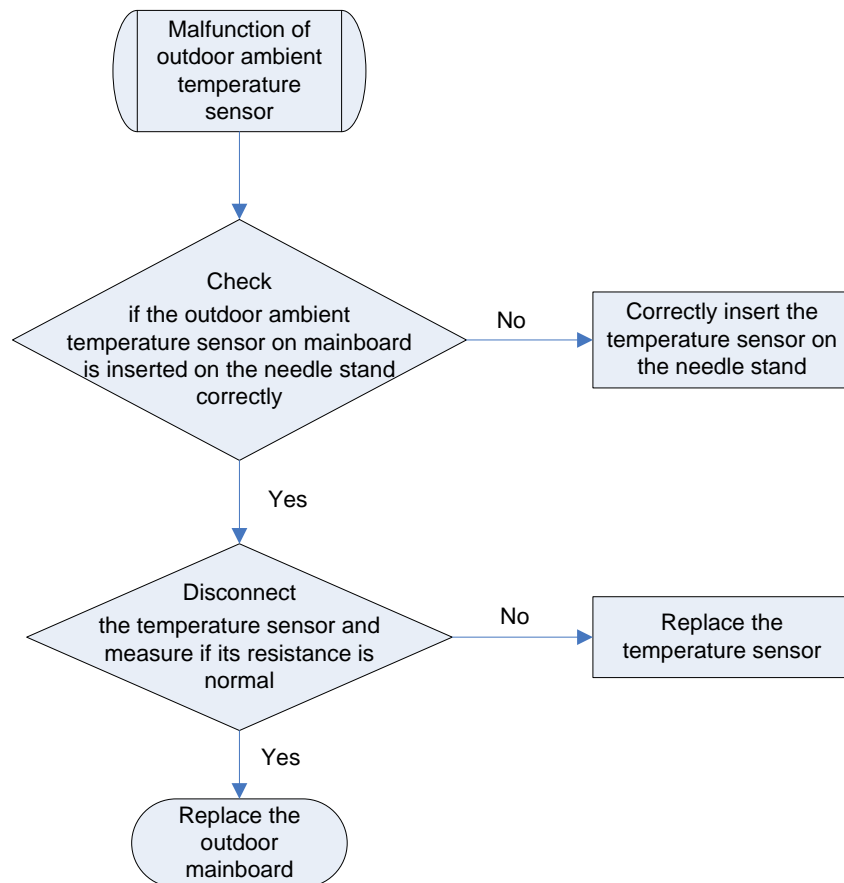 Malfunction of
outdoor ambient
temperature
sensor
Check
if the outdoor ambient
temperature sensor on mainboard
is inserted on the needle stand
correctly
No
Correctly insert the
temperature sensor on
the needle stand
Yes
Disconnect
the temperature sensor and
measure if its resistance is
normal
No
Replace the
temperature sensor
Yes
Replace the
outdoor
mainboard